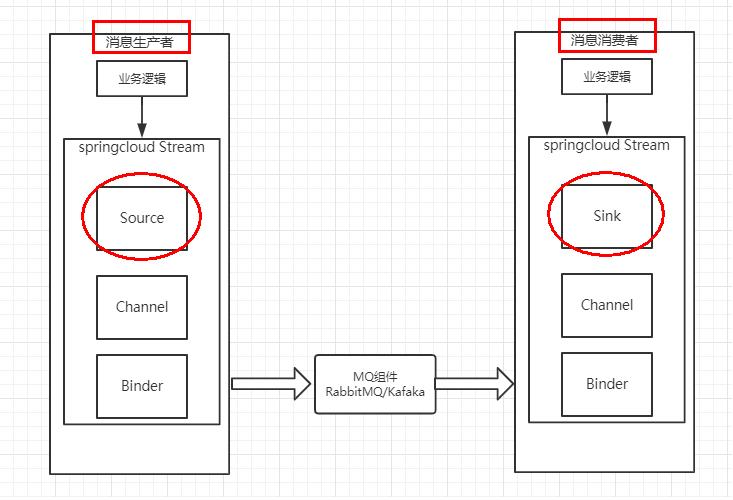 消息生产者
业务逻辑
springcloud Stream
Source
Channel
Binder
MQ组件
RabbitMQ/Kafaka
消息消费者
业务逻辑
springcloud Stream
Sink
Channel
Binder